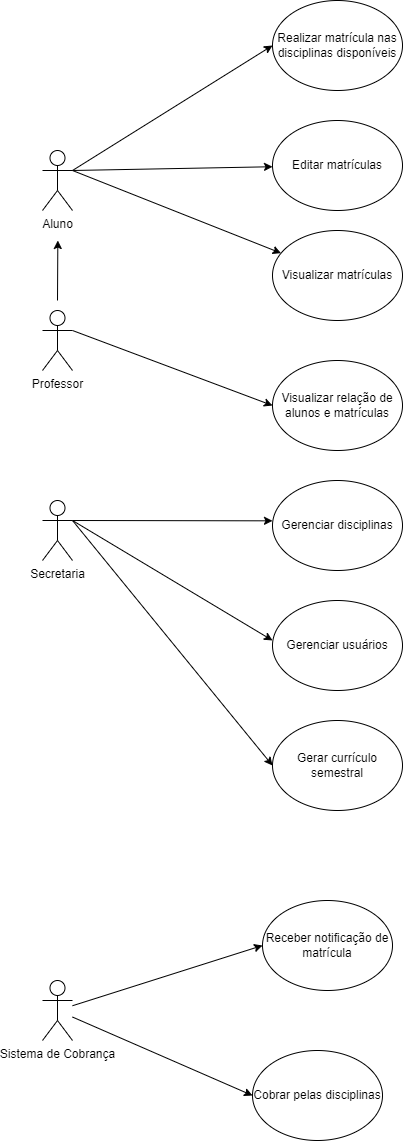 Realizar matrícula nas
disciplinas disponíveis
Editar matrículas
Aluno
Visualizar matrículas
Professor
Visualizar relação de
alunos e matrículas
Gerenciar disciplinas
Secretaria
Gerenciar usuários
Gerar currículo
semestral
Receber notificação de
matrícula
Sistema de Cobrança
Cobrar pelas disciplinas